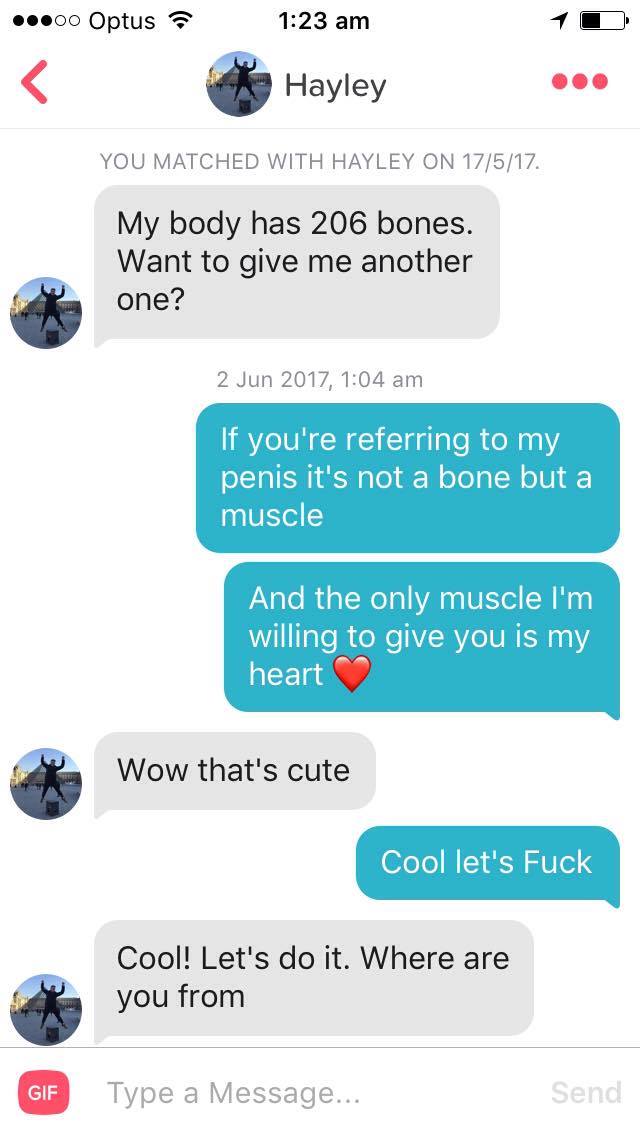 Optus 1:23 am
Hayley
YOU MATCHED WITH HAYLEY ON 17/5/17.
My body has 206 bones.
Want to give me another
one?
2 Jun 2017, 1:04 am
If you're referring to my
penis it's not a bone but a
muscle
And the only muscle I'm
willing to give you is my
heart ❤️
Wow that's cute
Cool let's Fuck
Cool! Let's do it. Where are
you from
GIF Type a Message... Send